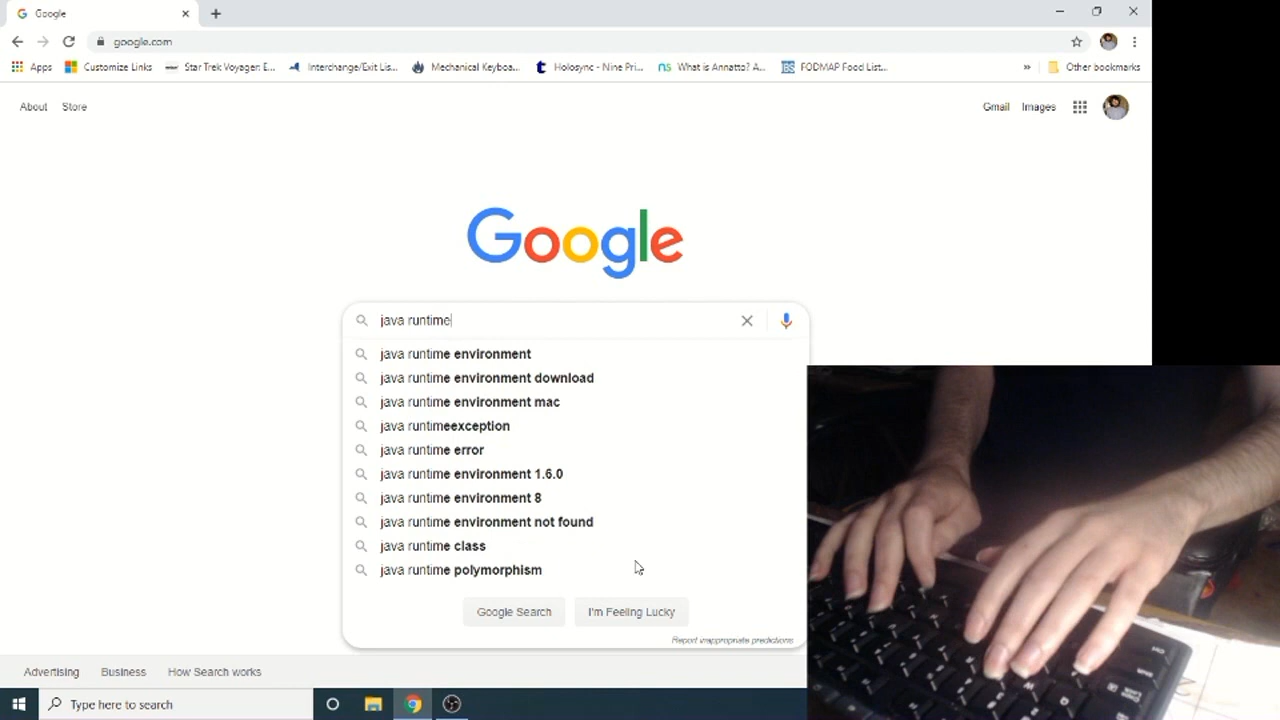 Google
google.com
Apps Customize Links Star Trek Voyager: E... Interchange/Exit Lis... Mechanical Keyboa... Holosync - Nine Pri... What is Annatto? A... FODMAP Food List... » Other bookmarks
About Store Gmail Images
Google
java runtime
java runtime environment
java runtime environment download
java runtime environment mac
java runtimeexception
java runtime error
java runtime environment 1.6.0
java runtime environment 8
java runtime environment not found
java runtime class
java runtime polymorphism
Google Search I'm Feeling Lucky
Report inappropriate predictions
Advertising Business How Search works
Type here to search